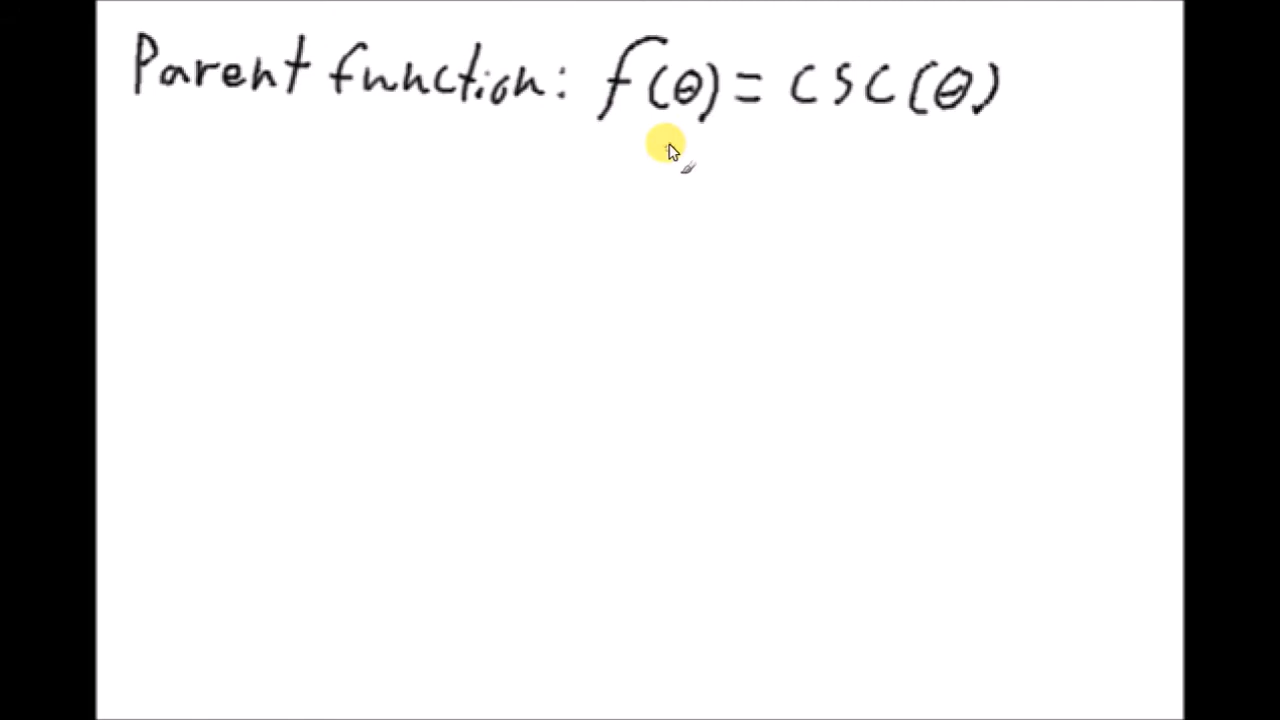 Parent function: f(θ) = csc(θ)